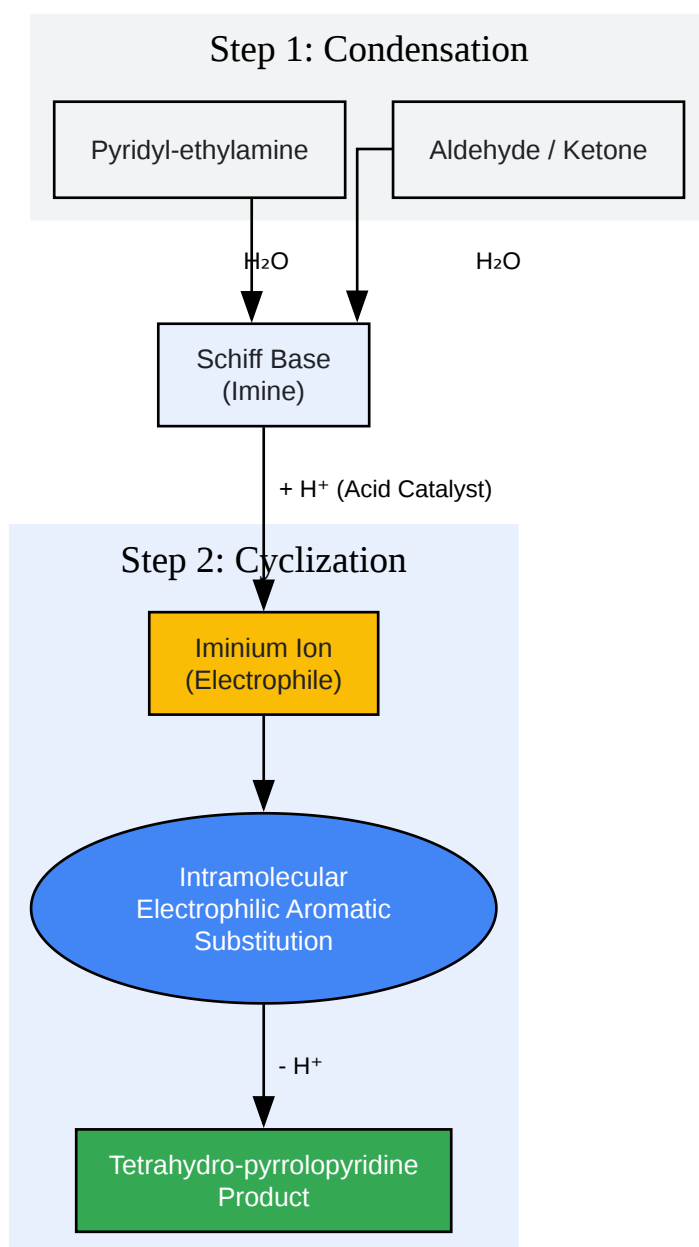 Step 1: Condensation
Pyridyl-ethylamine
Aldehyde / Ketone
H₂O
H₂O
Schiff Base
(Imine)
+ H⁺ (Acid Catalyst)
Step 2: Cyclization
Iminium Ion
(Electrophile)
Intramolecular
Electrophilic Aromatic
Substitution
- H⁺
Tetrahydro-pyrrolopyridine
Product